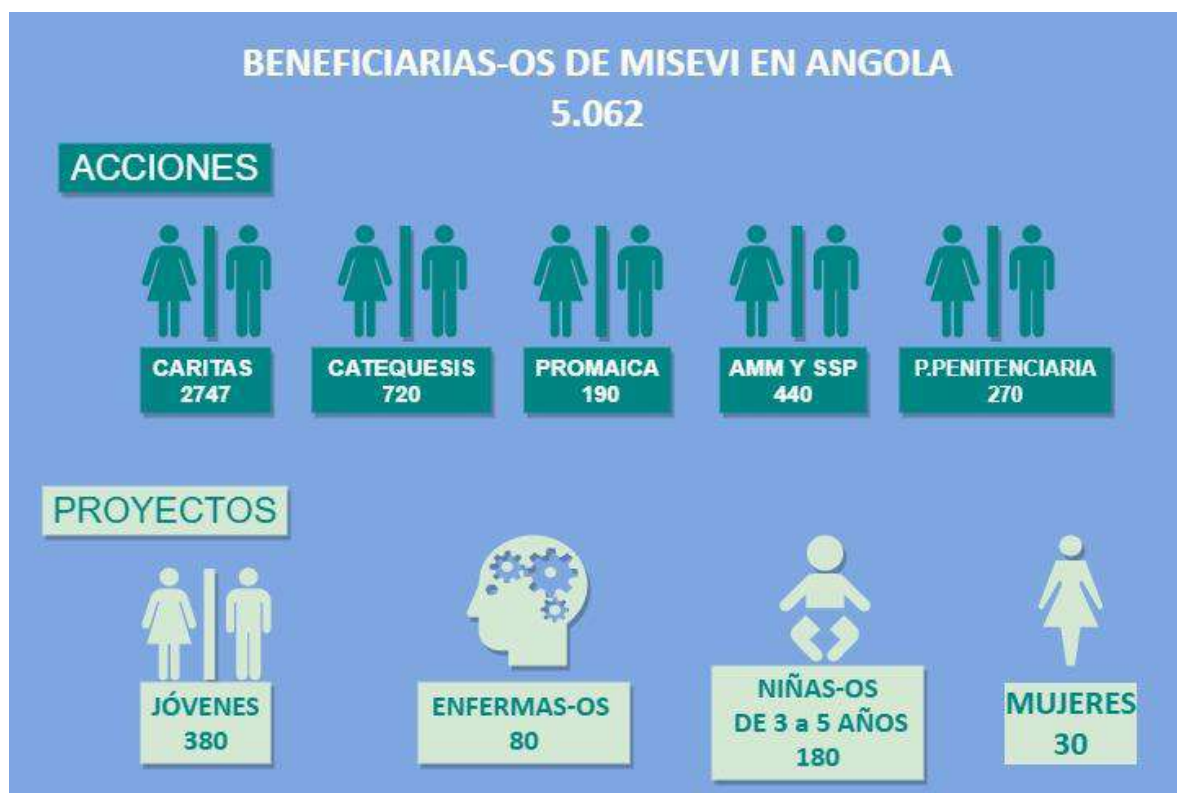 BENEFICIARIAS-OS DE MISEVI EN ANGOLA
5.062
ACCIONES
CARITAS
2747
CATEQUESIS
720
PROMAICA
190
AMM Y SSP
440
P.PENITENCIARIA
270
PROYECTOS
JÓVENES
380
ENFERMAS-OS
80
NIÑAS-OS
DE 3 a 5 AÑOS
180
MUJERES
30